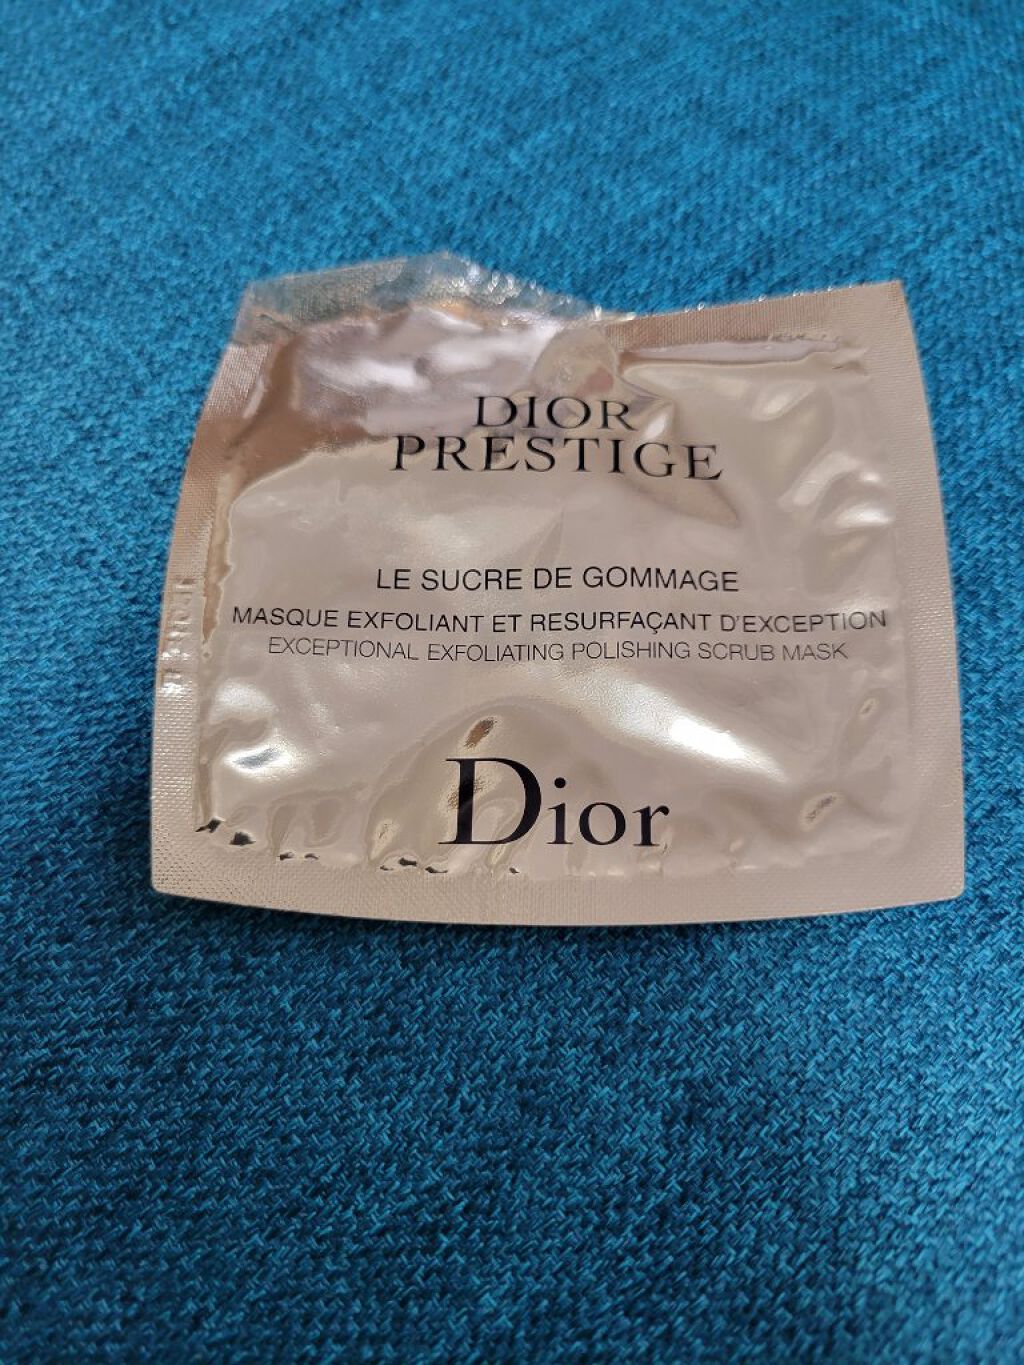 DIOR
PRESTIGE
LE SUCRE DE GOMMAGE
MASQUE EXFOLIANT ET RESURFAÇANT D'EXCEPTION
EXCEPTIONAL EXFOLIATING POLISHING SCRUB MASK
Dior